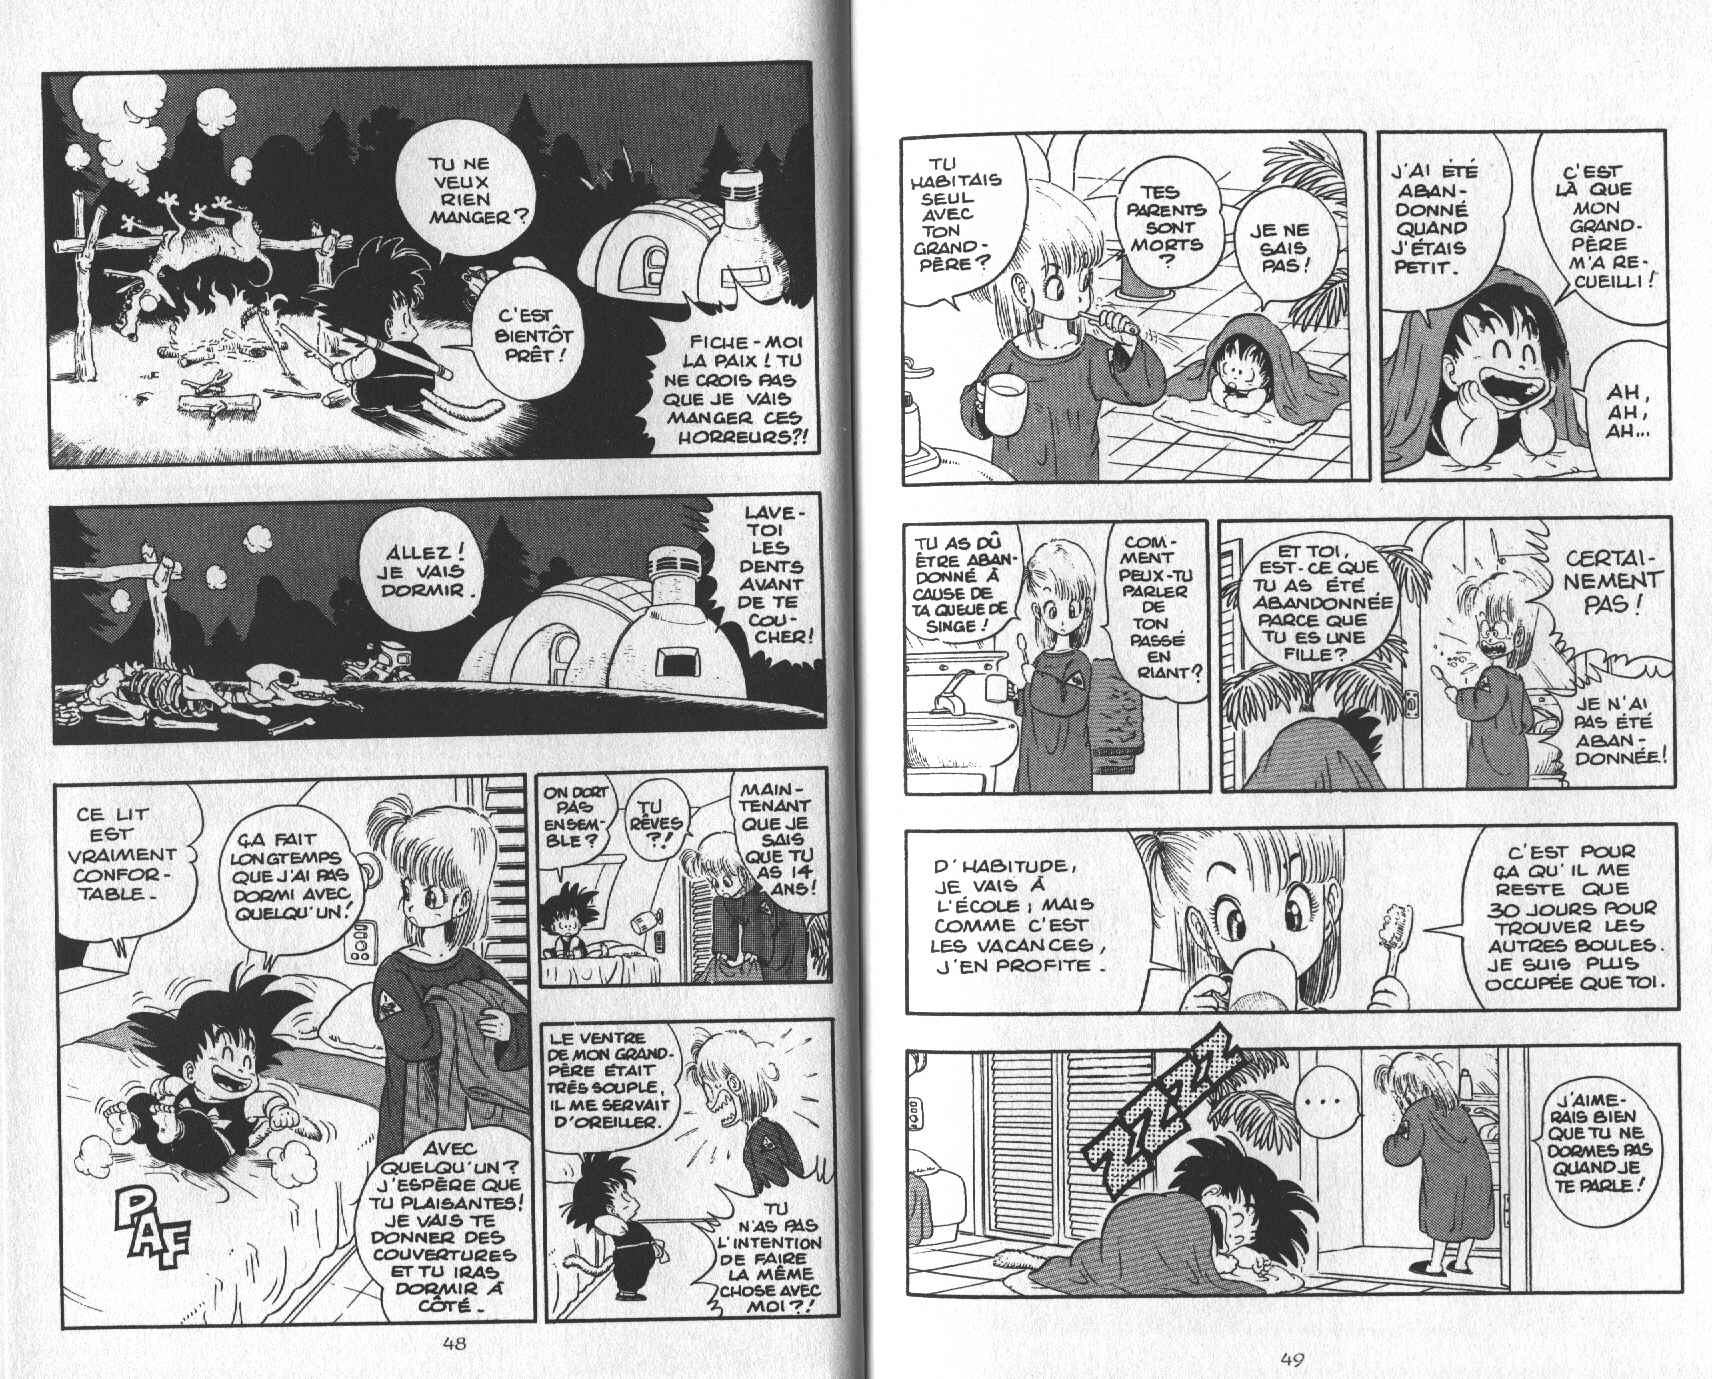 TU NE
VEUX
RIEN
MANGER?
C'EST
BIENTÔT
PRÊT!
FICHE-MOI
LA PAIX! TU
NE CROIS PAS
QUE JE VAIS
MANGER CES
HORREURS?!
ALLEZ!
JE VAIS
DORMIR.
LAVE-
TOI
LES
DENTS
AVANT
DE TE
COU-
CHER!
CE LIT
EST
VRAIMENT
CONFOR-
TABLE.
ÇA FAIT
LONGTEMPS
QUE J'AI PAS
DORMI AVEC
QUELQU'UN!
PAF
AVEC
QUELQU'UN?
J'ESPÈRE QUE
TU PLAISANTES!
JE VAIS TE
DONNER DES
COUVERTURES
ET TU IRAS
DORMIR À
CÔTÉ.
ON DORT
PAS
ENSEM-
BLE?
TU
RÊVES
?!
MAIN-
TENANT
QUE JE
SAIS
QUE TU
AS 14
ANS!
LE VENTRE
DE MON GRAND-
PÈRE ÉTAIT
TRÈS SOUPLE,
IL ME SERVAIT
D'OREILLER.
TU
N'AS PAS
L'INTENTION
DE FAIRE
LA MÊME
CHOSE AVEC
MOI?!
48
TU
HABITAIS
SEUL
AVEC
TON
GRAND-
PÈRE?
TES
PARENTS
SONT
MORTS
?
JE NE
SAIS
PAS!
J'AI ÉTÉ
ABAN-
DONNÉ
QUAND
J'ÉTAIS
PETIT.
C'EST
LÀ QUE
MON
GRAND-
PÈRE
M'A RE-
CUEILLI!
AH,
AH,
AH...
TU AS DÛ
ÊTRE ABAN-
DONNÉ À
CAUSE DE
TA QUEUE DE
SINGE!
COM-
MENT
PEUX-TU
PARLER
DE
TON
PASSÉ
EN
RIANT?
ET TOI,
EST-CE QUE
TU AS ÉTÉ
ABANDONNÉE
PARCE QUE
TU ES UNE
FILLE?
CERTAI-
NEMENT
PAS!
JE N'AI
PAS ÉTÉ
ABAN-
DONNÉE!
D'HABITUDE,
JE VAIS À
L'ÉCOLE; MAIS
COMME C'EST
LES VACANCES,
J'EN PROFITE.
C'EST POUR
ÇA QU'IL ME
RESTE QUE
30 JOURS POUR
TROUVER LES
AUTRES BOULES.
JE SUIS PLUS
OCCUPÉE QUE TOI.
ZZZZ
...
J'AIME-
RAIS BIEN
QUE TU NE
DORMES PAS
QUAND JE
TE PARLE!
49